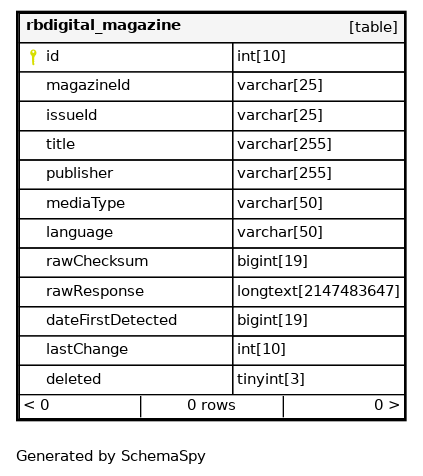 rbdigital_magazine [table]
id int[10]
magazineId varchar[25]
issueId varchar[25]
title varchar[255]
publisher varchar[255]
mediaType varchar[50]
language varchar[50]
rawChecksum bigint[19]
rawResponse longtext[2147483647]
dateFirstDetected bigint[19]
lastChange int[10]
deleted tinyint[3]
< 0 0 rows 0 >
Generated by SchemaSpy